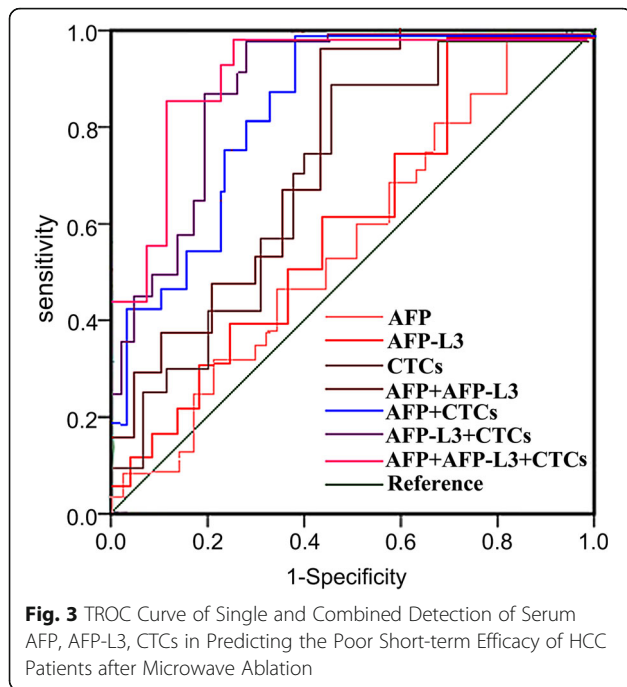 1.0
0.8
0.6
0.4
0.2
0.0
sensitivity
AFP
AFP-L3
CTCs
AFP+AFP-L3
AFP+CTCs
AFP-L3+CTCs
AFP+AFP-L3+CTCs
Reference
0.0 0.2 0.4 0.6 0.8 1.0
1-Specificity
Fig. 3 TROC Curve of Single and Combined Detection of Serum
AFP, AFP-L3, CTCs in Predicting the Poor Short-term Efficacy of HCC
Patients after Microwave Ablation